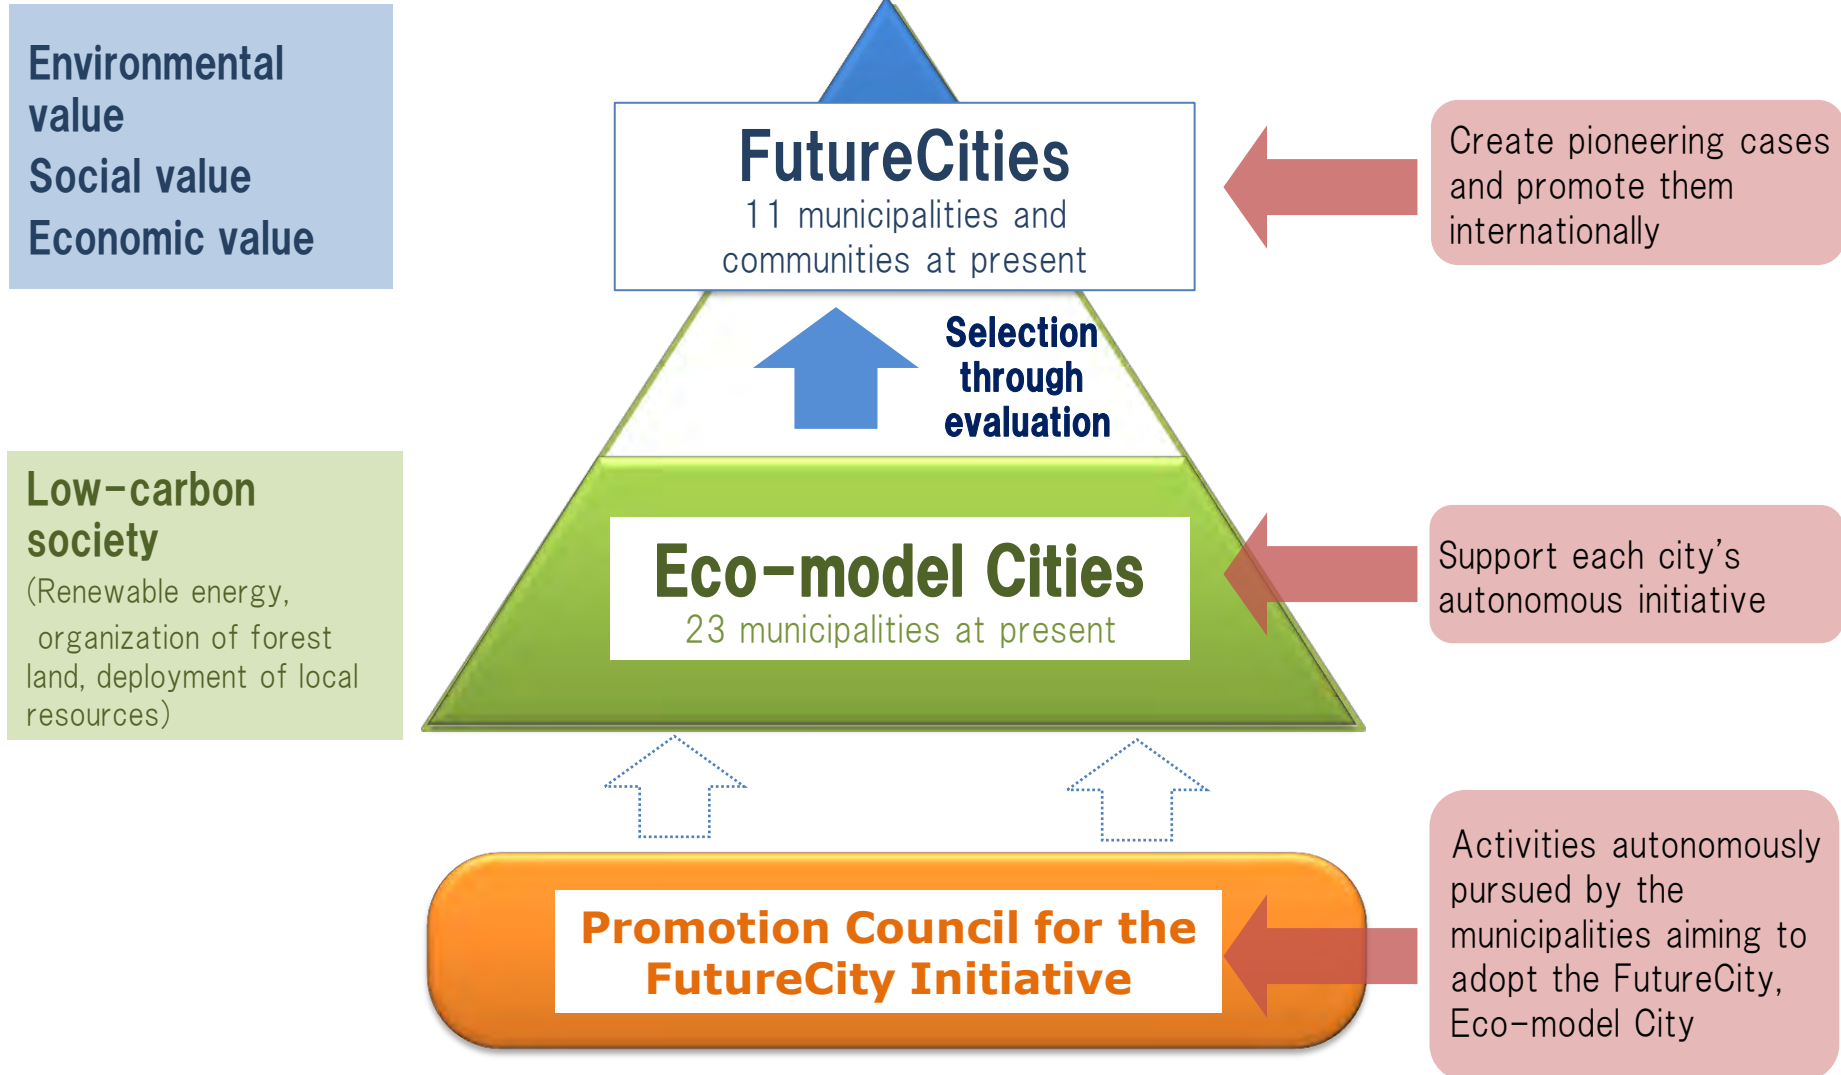 Environmental
value
Social value
Economic value
FutureCities
11 municipalities and
communities at present
Create pioneering cases
and promote them
internationally
Selection
through
evaluation
Low-carbon
society
(Renewable energy,
organization of forest
land, deployment of local
resources)
Eco-model Cities
23 municipalities at present
Support each city's
autonomous initiative
Promotion Council for the
FutureCity Initiative
Activities autonomously
pursued by the
municipalities aiming to
adopt the FutureCity,
Eco-model City